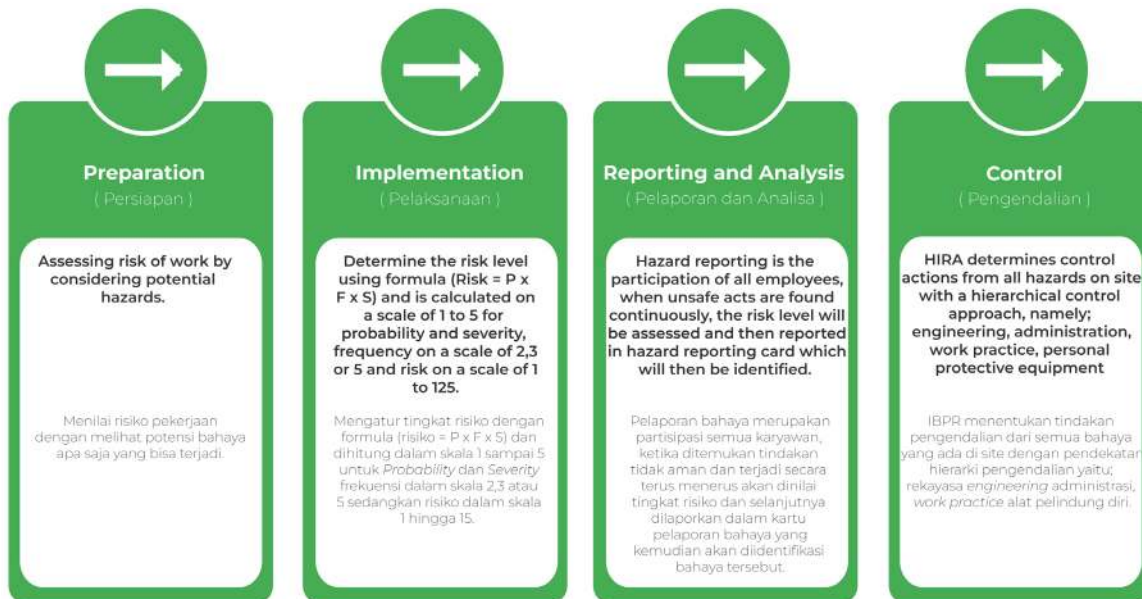 Preparation
( Persiapan )
Assessing risk of work by
considering potential
hazards.
Menilai risiko pekerjaan
dengan melihat potensi bahaya
apa saja yang bisa terjadi.
Implementation
( Pelaksanaan )
Determine the risk level
using formula (Risk = P x
F x S) and is calculated on
a scale of 1 to 5 for
probability and severity,
frequency on a scale of 2,3
or 5 and risk on a scale of 1
to 125.
Mengatur tingkat risiko dengan
formula (risiko = P x F x S) dan
dihitung dalam skala 1 sampai 5
untuk Probability dan Severity
frekuensi dalam skala 2,3 atau
5 sedangkan risiko dalam skala
1 hingga 15.
Reporting and Analysis
( Pelaporan dan Analisa )
Hazard reporting is the
participation of all employees,
when unsafe acts are found
continuously, the risk level will
be assessed and then reported
in hazard reporting card which
will then be identified.
Pelaporan bahaya merupakan
partisipasi semua karyawan,
ketika ditemukan tindakan
tidak aman dan terjadi secara
terus menerus akan dinilai
tingkat risiko dan selanjutnya
dilaporkan dalam kartu
pelaporan bahaya yang
kemudian akan diidentifikasi
bahaya tersebut.
Control
( Pengendalian )
HIRA determines control
actions from all hazards on site
with a hierarchical control
approach, namely;
engineering, administration,
work practice, personal
protective equipment
IBPR menentukan tindakan
pengendalian dari semua bahaya
yang ada di site dengan pendekatan
hierarki pengendalian yaitu;
rekayasa engineering administrasi,
work practice alat pelindung diri.